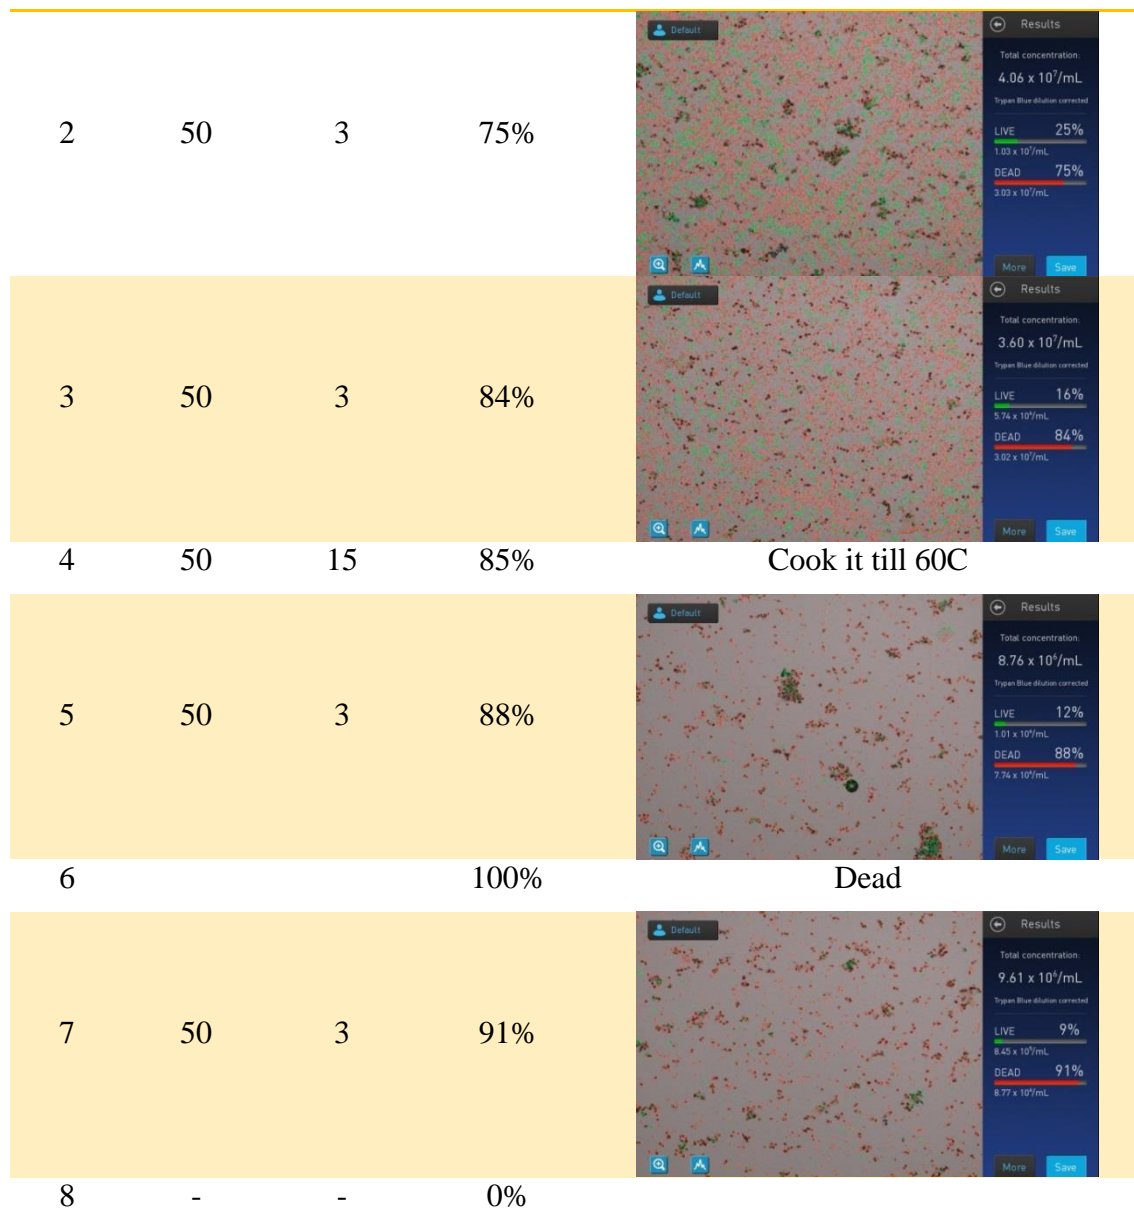 Default
Results
Total concentration:
4.06 x 10⁷/mL
Trypan Blue dilution corrected
2 50 3 75%
LIVE 25%
1.03 x 10⁷/mL
DEAD 75%
3.03 x 10⁷/mL
More Save
Default
Results
Total concentration:
3.60 x 10⁷/mL
Trypan Blue dilution corrected
3 50 3 84%
LIVE 16%
5.74 x 10⁶/mL
DEAD 84%
3.02 x 10⁷/mL
More Save
4 50 15 85% Cook it till 60C
Default
Results
Total concentration:
8.76 x 10⁶/mL
Trypan Blue dilution corrected
5 50 3 88%
LIVE 12%
1.01 x 10⁶/mL
DEAD 88%
7.74 x 10⁶/mL
More Save
6 100% Dead
Default
Results
Total concentration:
9.61 x 10⁶/mL
Trypan Blue dilution corrected
7 50 3 91%
LIVE 9%
8.45 x 10⁵/mL
DEAD 91%
8.77 x 10⁶/mL
More Save
8 - - 0%